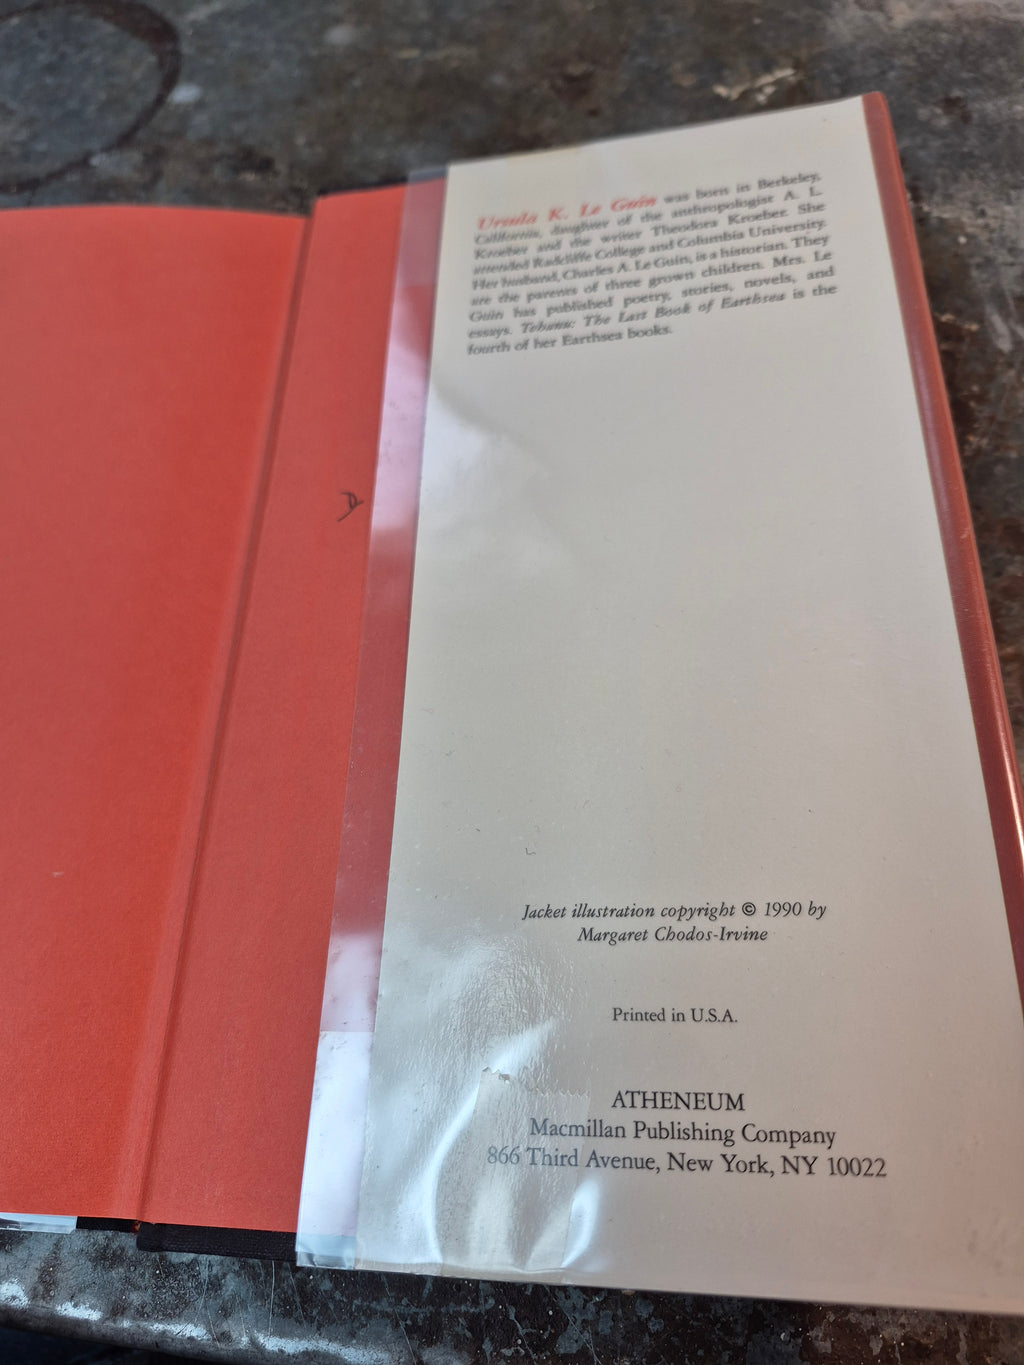 Ursula K. Le Guin was born in Berkeley,
California, daughter of the anthropologist A. L.
Kroeber and the writer Theodora Kroeber. She
attended Radcliffe College and Columbia University.
Her husband, Charles A. Le Guin, is a historian. They
are the parents of three grown children. Mrs. Le
Guin has published poetry, stories, novels, and
essays. Tehanu: The Last Book of Earthsea is the
fourth of her Earthsea books.
Jacket illustration copyright © 1990 by
Margaret Chodos-Irvine
Printed in U.S.A.
ATHENEUM
Macmillan Publishing Company
866 Third Avenue, New York, NY 10022